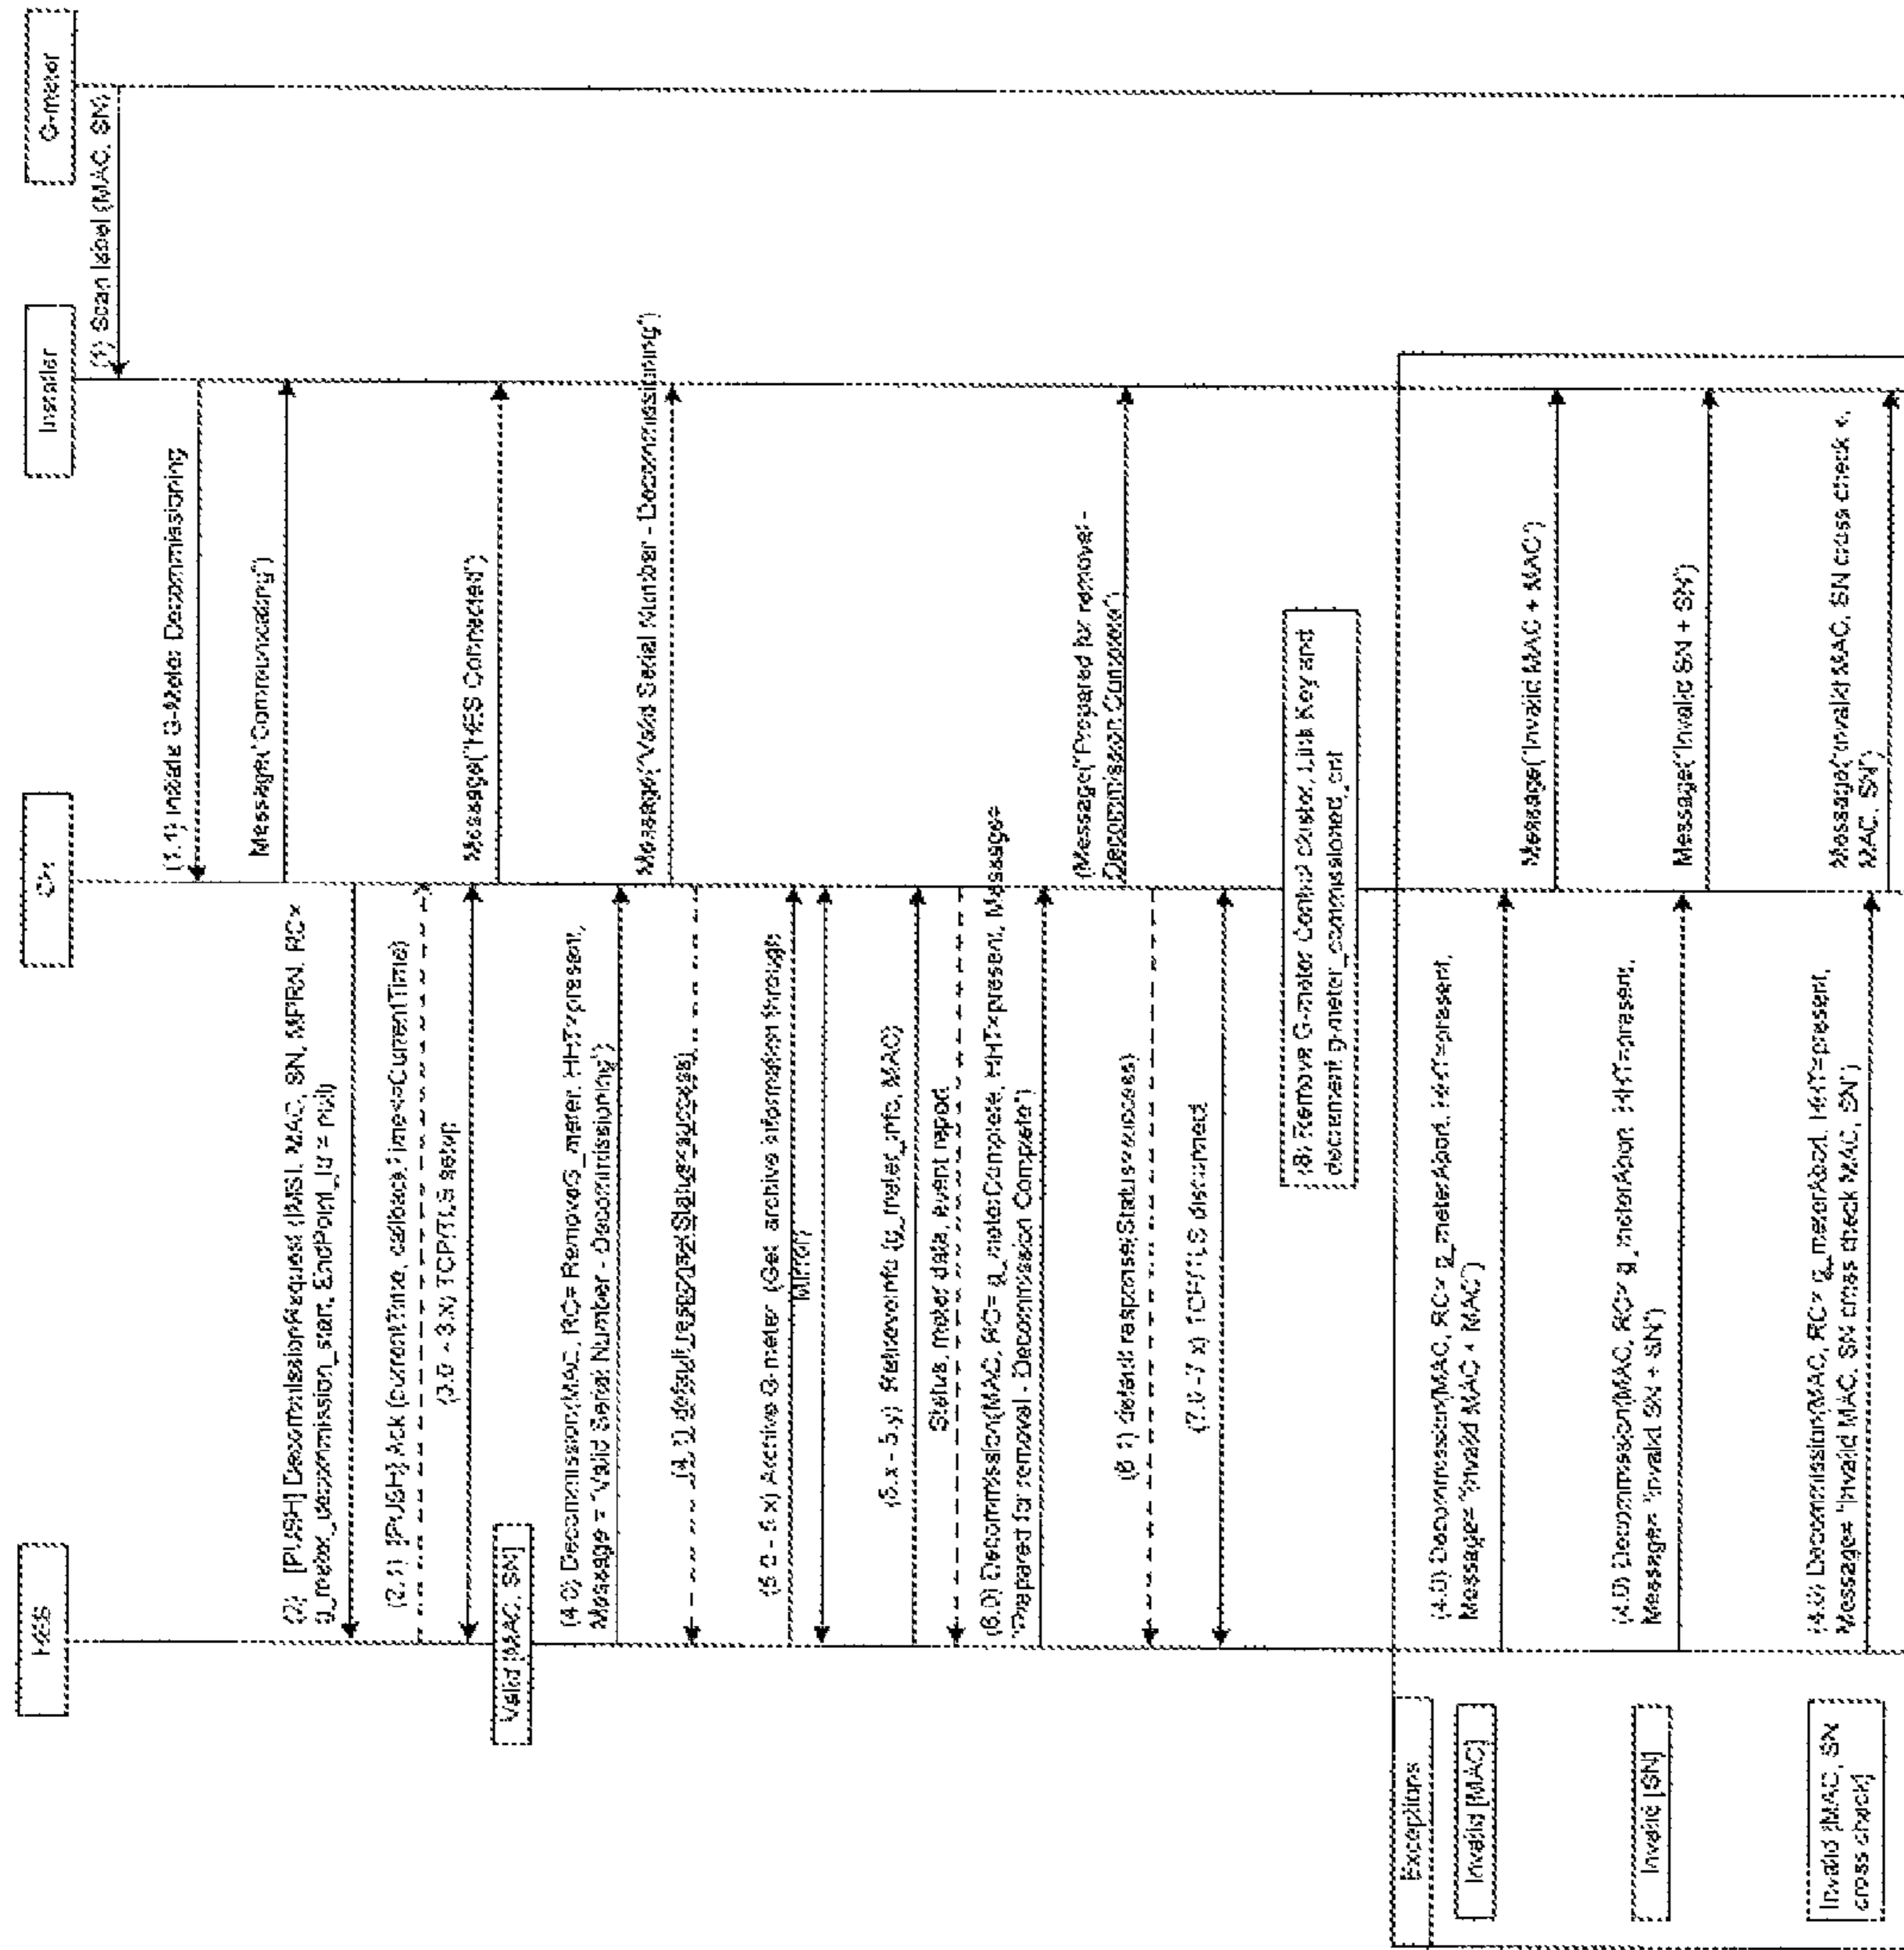 HES
CH
Installer
G-meter
(1) Scan label (MAC, SN)
(1.1) Initiate G-Meter Decommissioning
Message("Communicating")
(2) [PUSH] DecommissionRequest (IMSI, MAC, SN, MPRN, RC=
g_meter_decommission_start, EndPoint_id = null)
(2.1) [PUSH] Ack (currentTime, callbackTime<=CurrentTime)
(3.0 - 3.x) TCP/TLS setup
Message("HES Connected")
Valid [MAC, SN]
(4.0) Decommission(MAC, RC= RemoveG_meter, HHT=present,
Message = "Valid Serial Number - Decommissioning")
Message("Valid Serial Number - Decommissioning")
(4.1) default response(Status=success)
(5.0 - 5.x) Archive G-meter (Get archive information through
Mirror)
(5.x - 5.y) RetrieveInfo (g_meter_info, MAC)
Status, meter data, event report
(6.0) Decommission(MAC, RC= g_meterComplete, HHT=present, Message=
"Prepared for removal - Decommission Complete")
(Message("Prepared for removal -
Decommission Complete")
(6.1) default response(Status=success)
(7.0 -7.x) TCP/TLS disconnect
(8) Remove G-meter Control cluster, Link Key and
decrement g-meter_commissioned_cnt
Exceptions
Invalid [MAC]
(4.0) Decommission(MAC, RC= g_meterAbort, HHT=present,
Message= "Invalid MAC + MAC")
Message("Invalid MAC + MAC")
Invalid [SN]
(4.0) Decommission(MAC, RC= g_meterAbort, HHT=present,
Message= "Invalid SN + SN")
Message("Invalid SN + SN")
Invalid [MAC, SN
cross check]
(4.0) Decommission(MAC, RC= g_meterAbort, HHT=present,
Message= "Invalid MAC, SN cross check MAC, SN")
Message("Invalid MAC, SN cross check +
MAC, SN")